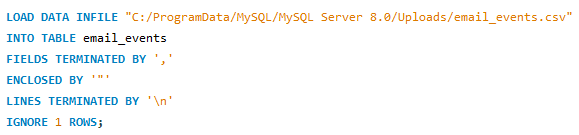 LOAD DATA INFILE "C:/ProgramData/MySQL/MySQL Server 8.0/Uploads/email_events.csv"
INTO TABLE email_events
FIELDS TERMINATED BY ','
ENCLOSED BY '"'
LINES TERMINATED BY '\n'
IGNORE 1 ROWS;